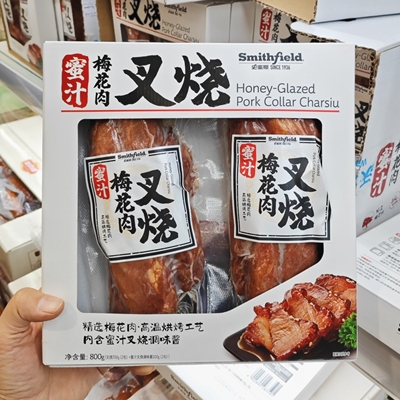 蜜汁
梅花肉
叉烧
Smithfield
SINCE 1936
Honey-Glazed
Pork Collar Charsiu
Smithfield
蜜汁
梅花肉
叉烧
Smithfield
蜜汁
梅花肉
叉烧
精选梅花肉·高温烘烤工艺
内含蜜汁叉烧调味酱
净含量: 800g